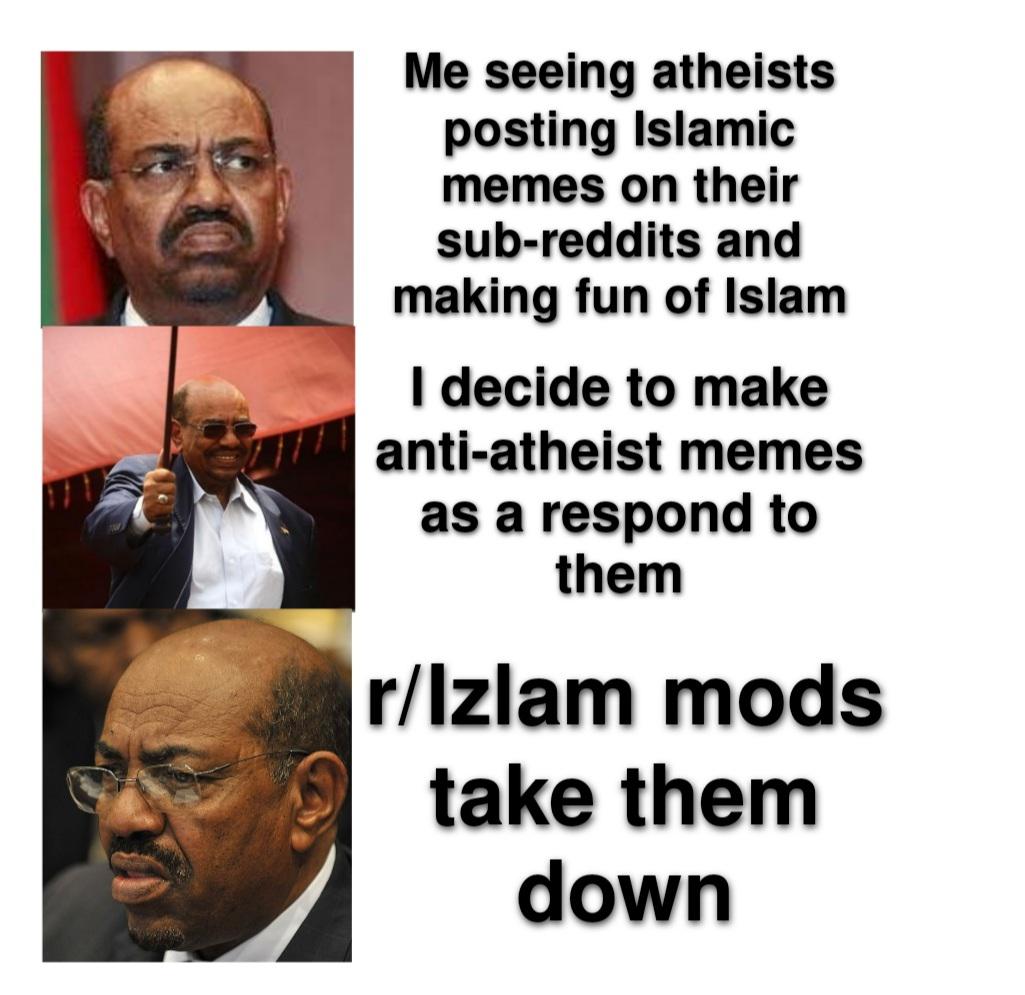 Me seeing atheists
posting Islamic
memes on their
sub-reddits and
making fun of Islam
I decide to make
anti-atheist memes
as a respond to
them
r/Izlam mods
take them
down